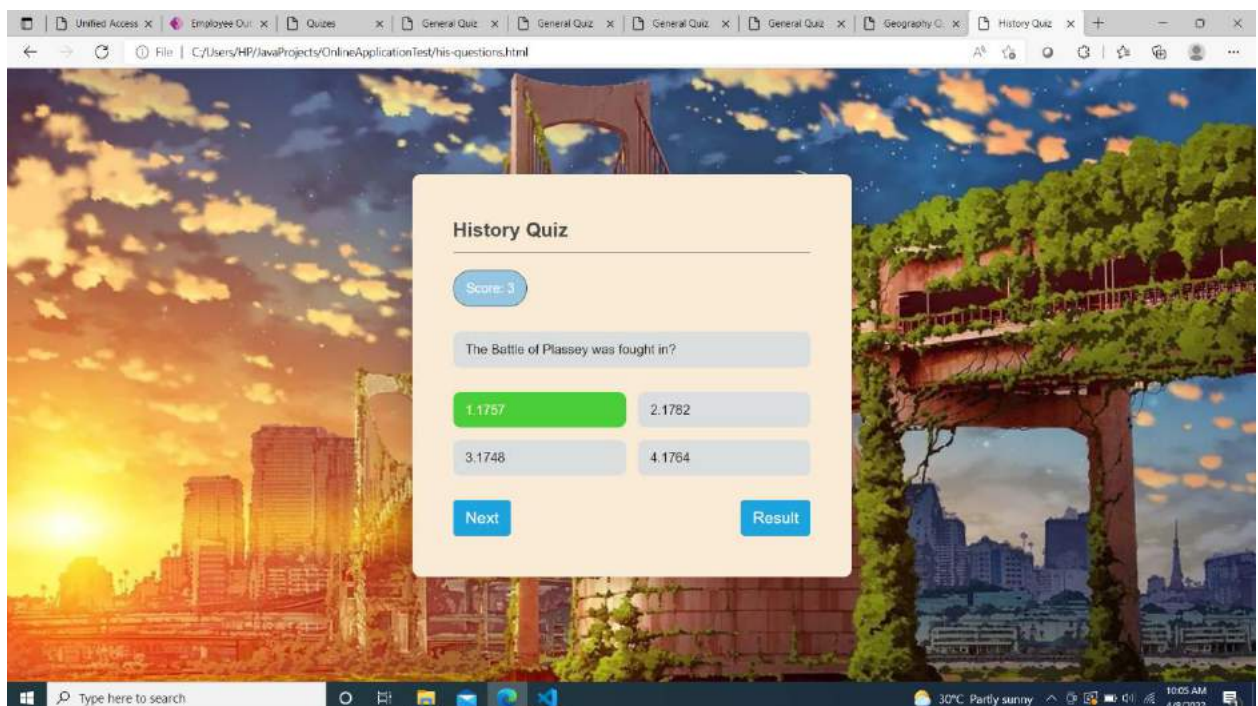 Unified Access
Employee Out
Quizes
General Quiz
General Quiz
General Quiz
General Quiz
Geography Q
History Quiz
File | C:/Users/HP/JavaProjects/OnlineApplicationTest/his-questions.html
History Quiz
Score: 3
The Battle of Plassey was fought in?
1.1757
2.1782
3.1748
4.1764
Next
Result
Type here to search
30°C Partly sunny
10:05 AM